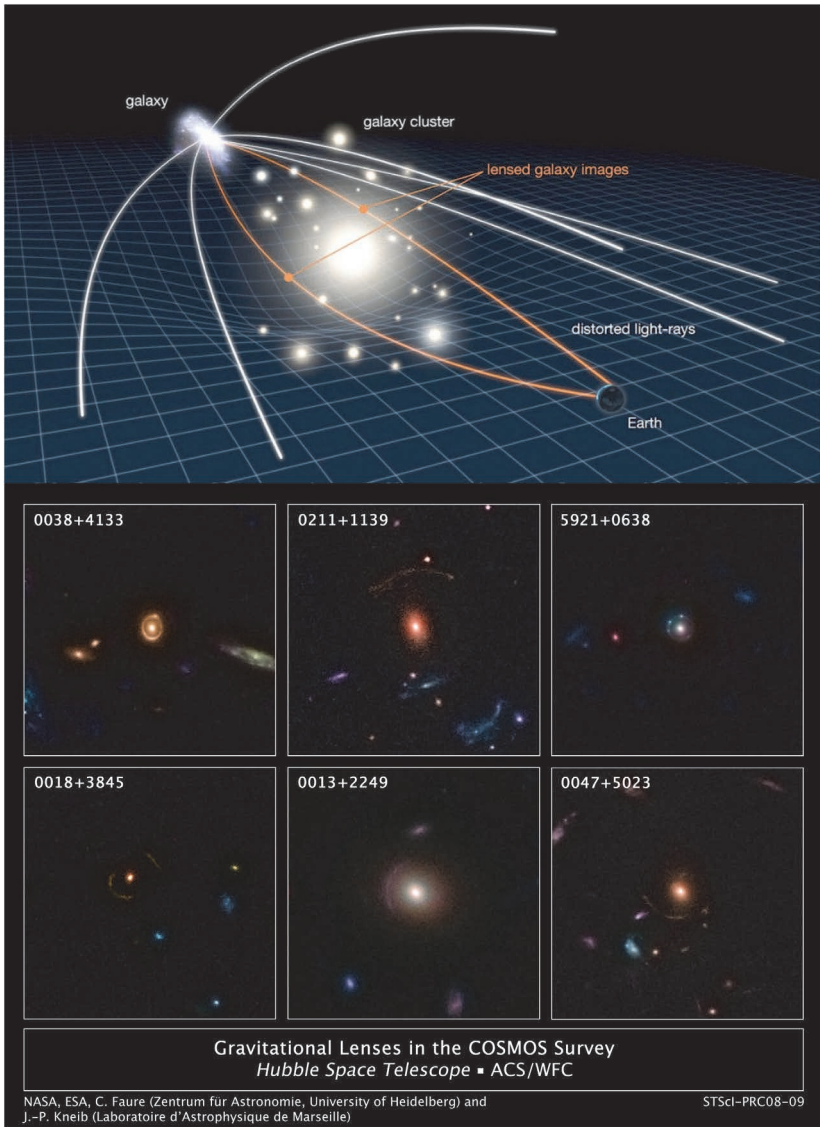 galaxy
galaxy cluster
lensed galaxy images
distorted light-rays
Earth
0038+4133
0211+1139
5921+0638
0018+3845
0013+2249
0047+5023
Gravitational Lenses in the COSMOS Survey
Hubble Space Telescope ▪ ACS/WFC
NASA, ESA, C. Faure (Zentrum für Astronomie, University of Heidelberg) and
J.-P. Kneib (Laboratoire d'Astrophysique de Marseille)
STScI-PRC08-09